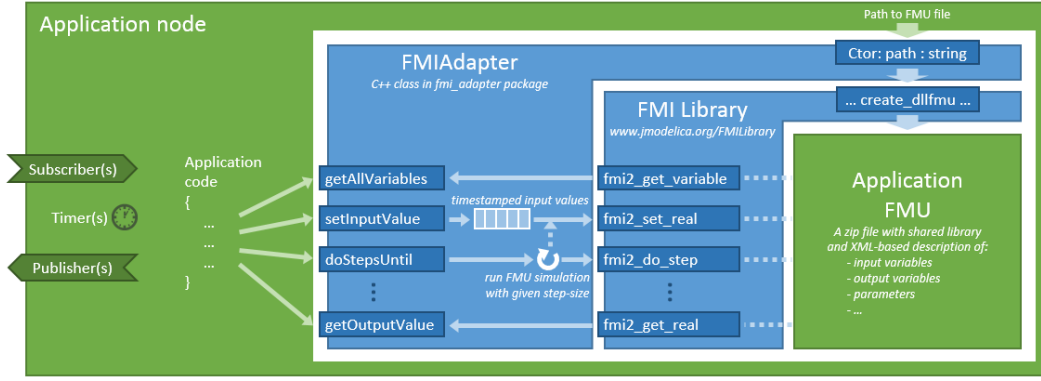 Application node
Path to FMU file
FMIAdapter
C++ class in fmi_adapter package
Ctor: path : string
FMI Library
www.jmodelica.org/FMILibrary
... create_dllfmu ...
Subscriber(s)
Timer(s)
Publisher(s)
Application
code
{
...
...
...
}
getAllVariables
setInputValue
doStepsUntil
getOutputValue
timestamped input values
run FMU simulation
with given step-size
fmi2_get_variable
fmi2_set_real
fmi2_do_step
fmi2_get_real
Application
FMU
A zip file with shared library
and XML-based description of:
- input variables
- output variables
- parameters
- ...